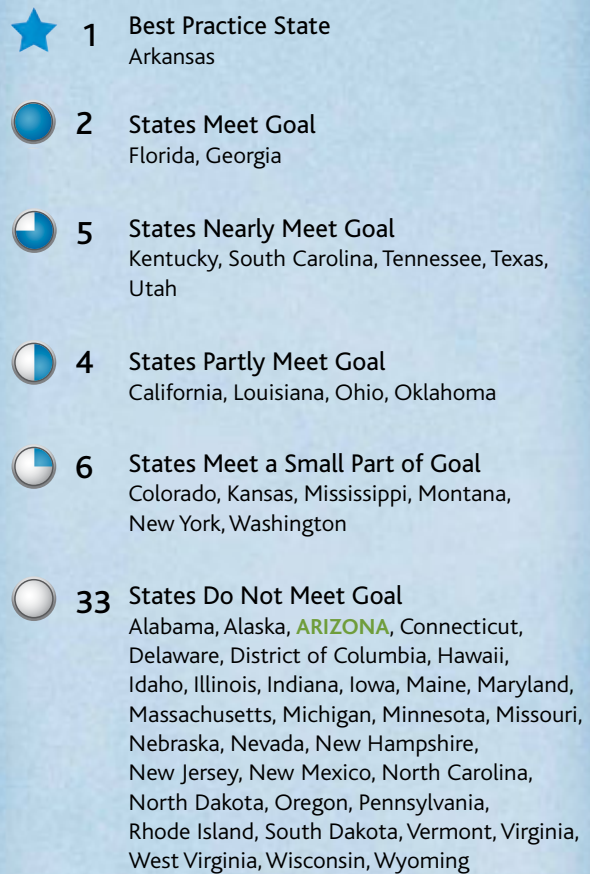 1 Best Practice State
Arkansas
2 States Meet Goal
Florida, Georgia
5 States Nearly Meet Goal
Kentucky, South Carolina, Tennessee, Texas,
Utah
4 States Partly Meet Goal
California, Louisiana, Ohio, Oklahoma
6 States Meet a Small Part of Goal
Colorado, Kansas, Mississippi, Montana,
New York, Washington
33 States Do Not Meet Goal
Alabama, Alaska, ARIZONA, Connecticut,
Delaware, District of Columbia, Hawaii,
Idaho, Illinois, Indiana, Iowa, Maine, Maryland,
Massachusetts, Michigan, Minnesota, Missouri,
Nebraska, Nevada, New Hampshire,
New Jersey, New Mexico, North Carolina,
North Dakota, Oregon, Pennsylvania,
Rhode Island, South Dakota, Vermont, Virginia,
West Virginia, Wisconsin, Wyoming